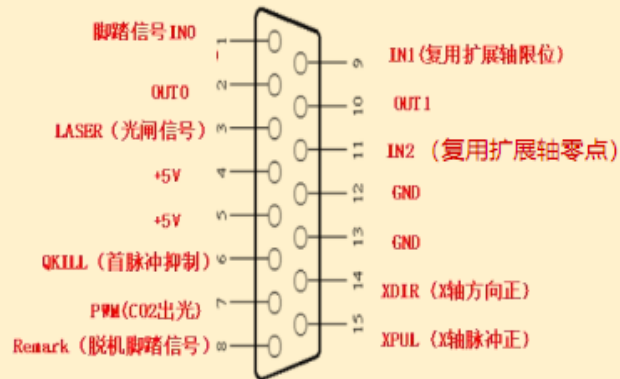 脚踏信号IN0
1
OUT0
2
LASER（光闸信号）
3
+5V
4
+5V
5
QKILL（首脉冲抑制）
6
PWM(CO2出光)
7
Remark（脱机脚踏信号）
8
9
IN1(复用扩展轴限位)
10
OUT1
11
IN2（复用扩展轴零点）
12
GND
13
GND
14
XDIR（X轴方向正）
15
XPUL（X轴脉冲正）